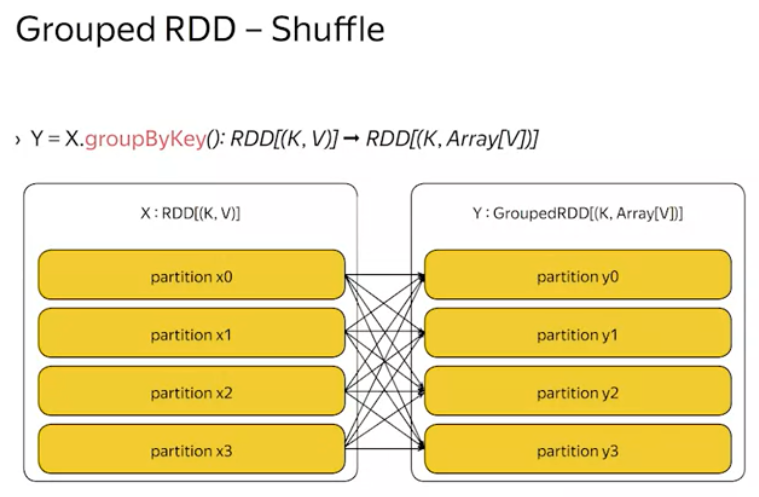 Grouped RDD – Shuffle
› Y = X.groupByKey(): RDD[(K, V)] ➞ RDD[(K, Array[V])]
X : RDD[(K, V)]
partition x0
partition x1
partition x2
partition x3
Y : GroupedRDD[(K, Array[V])]
partition y0
partition y1
partition y2
partition y3